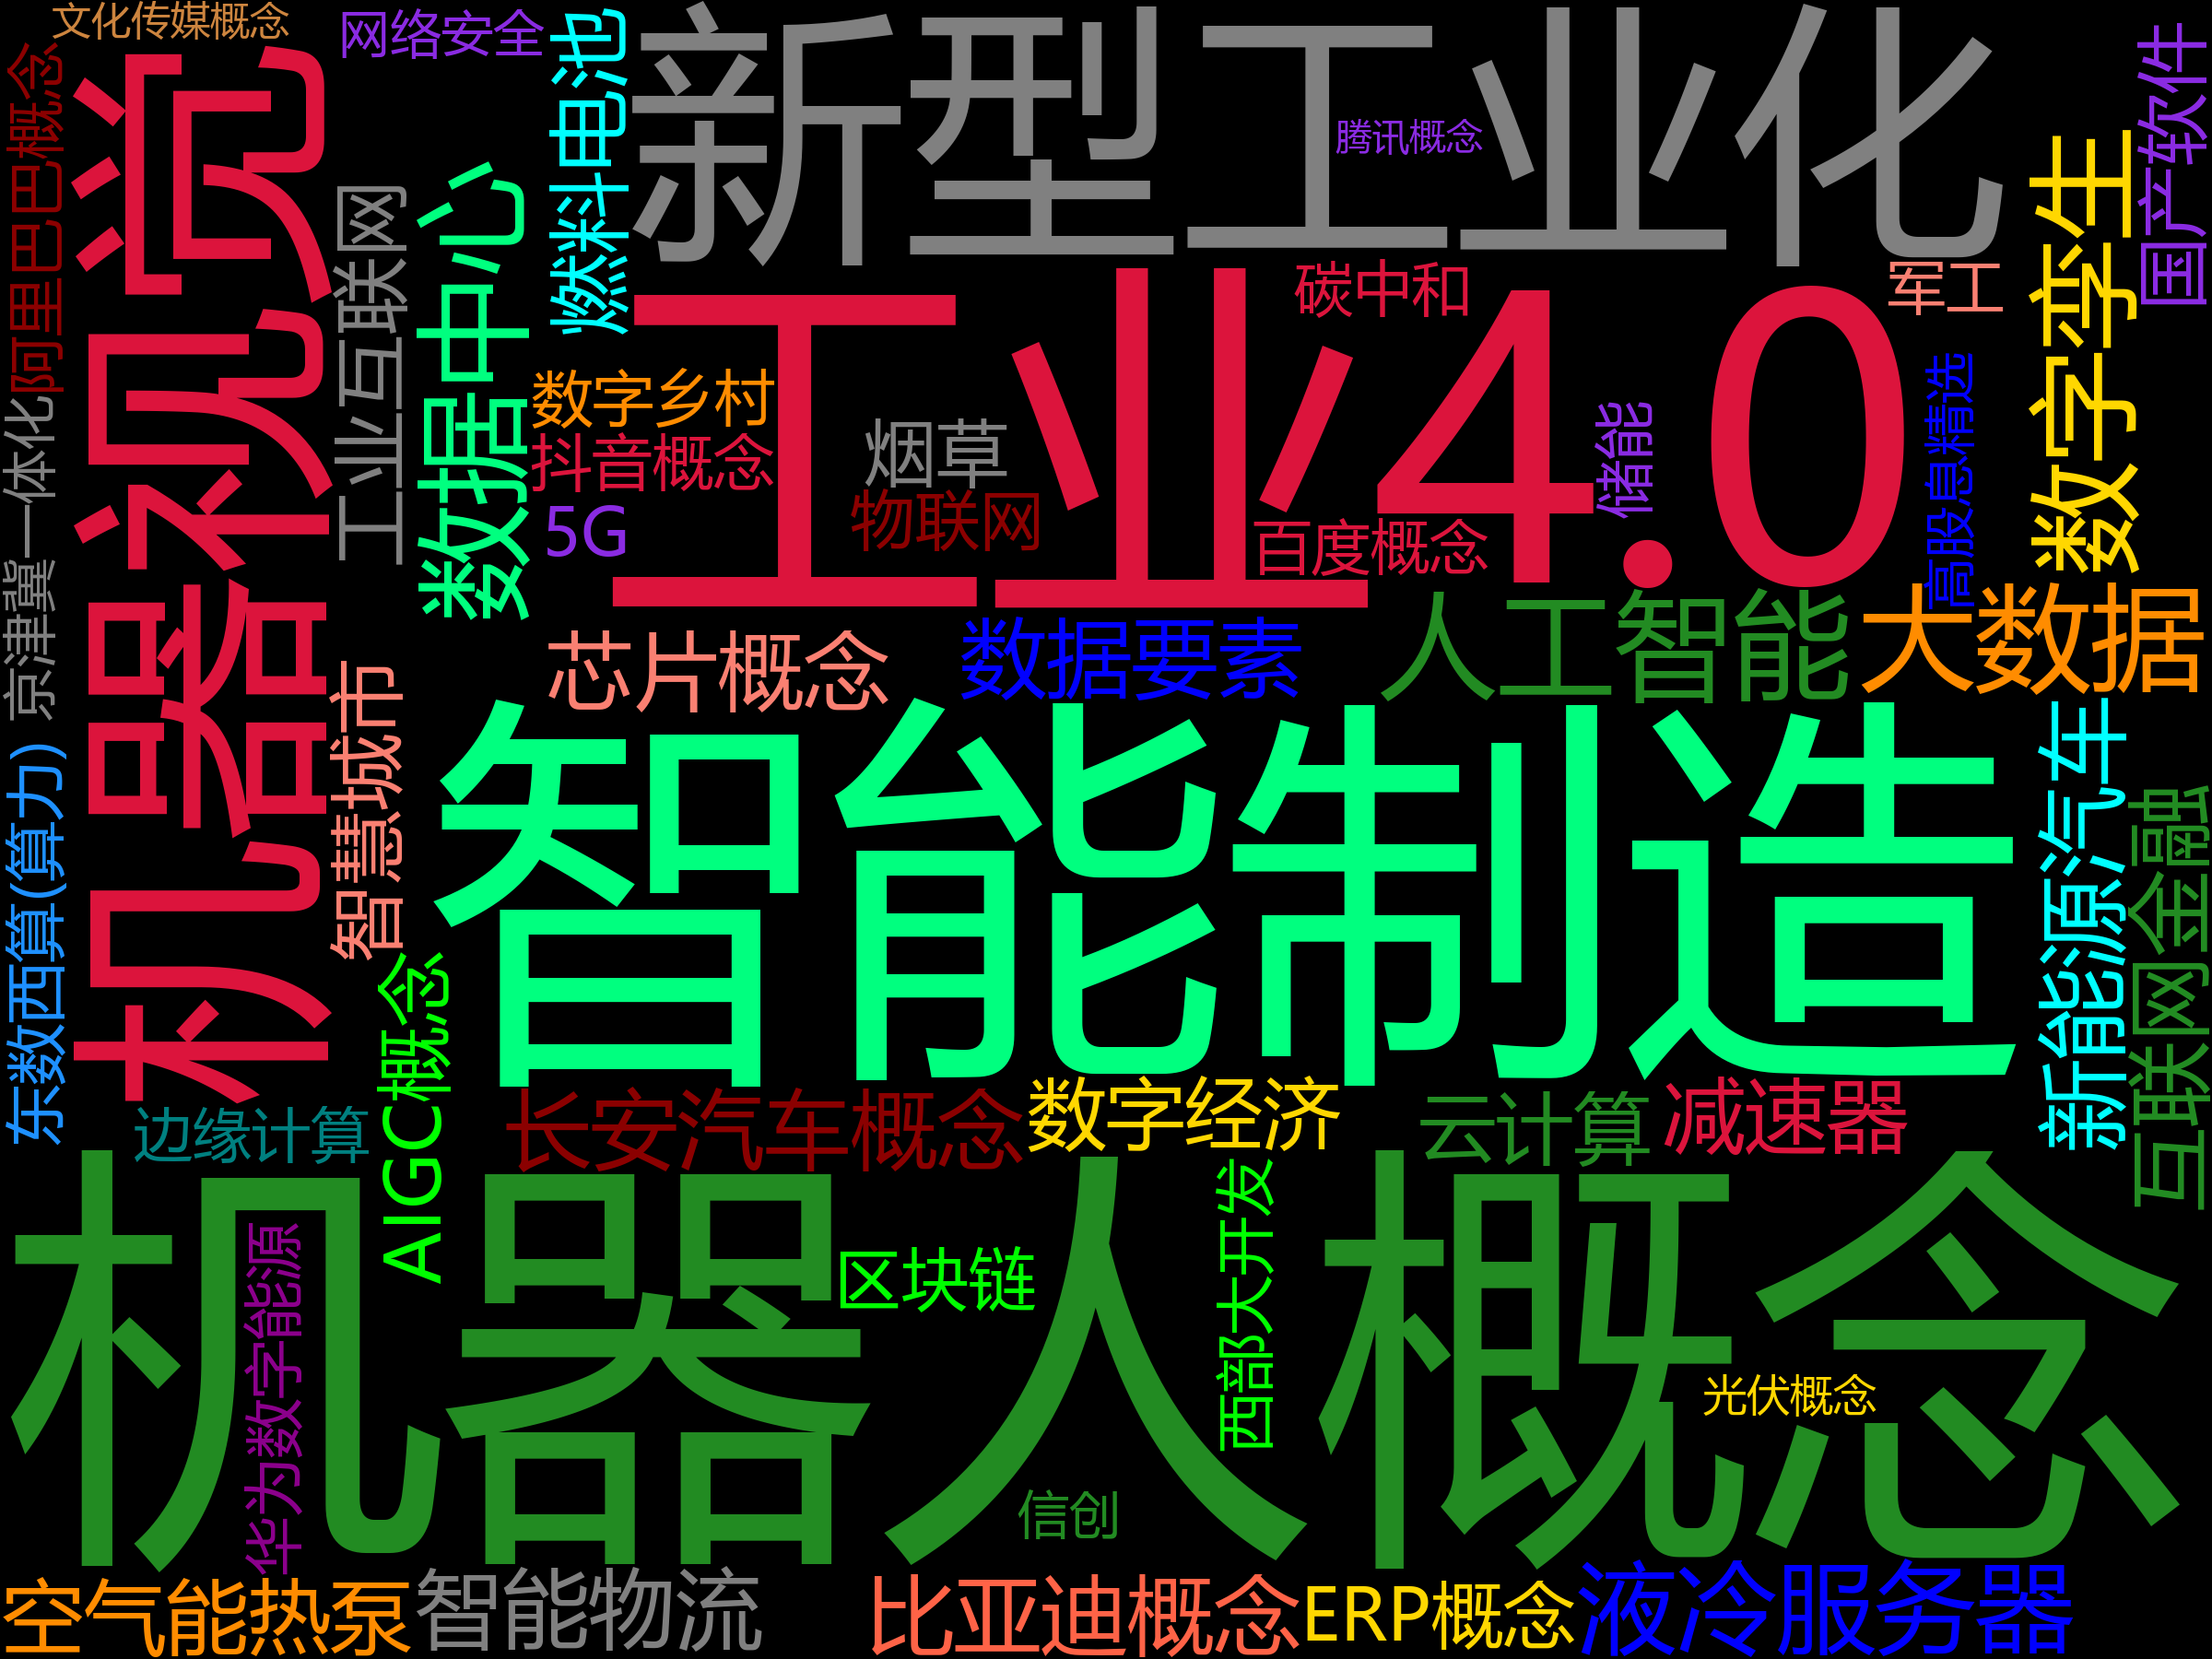 文化传媒概念
网络安全
新型工业化
腾讯概念
国产软件
阿里巴巴概念
机器视觉
工业互联网
数据中心
燃料电池
工业4.0
碳中和
军工
数字孪生
数字乡村
抖音概念
5G
烟草
物联网
百度概念
储能
高股息精选
京津冀一体化
芯片概念
数据要素
人工智能
大数据
智慧城市
智能制造
新能源汽车
互联网金融
东数西算(算力)
边缘计算
AIGC概念
长安汽车概念
数字经济
云计算
减速器
机器人概念
华为数字能源
区块链
西部大开发
光伏概念
信创
空气能热泵
智能物流
比亚迪概念
ERP概念
液冷服务器